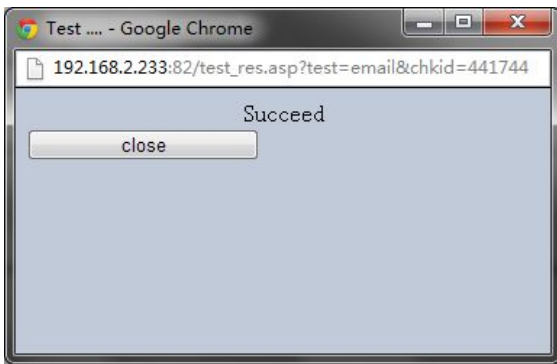 Test .... - Google Chrome
192.168.2.233:82/test_res.asp?test=email&chkid=441744
Succeed
close